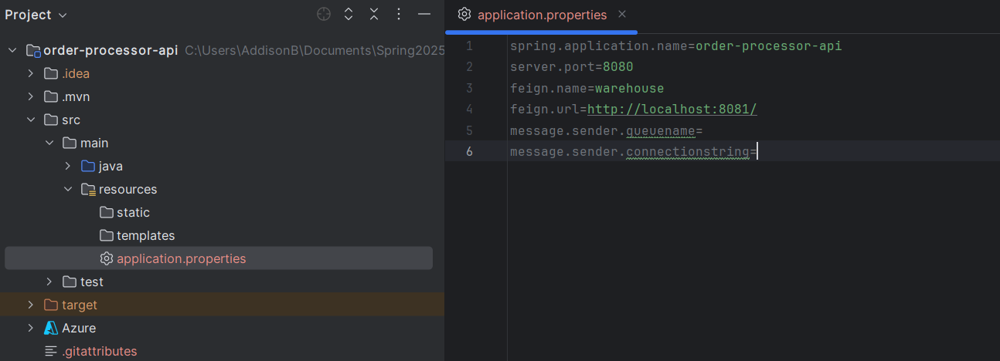 Project
order-processor-api C:\Users\AddisonB\Documents\Spring2025
.idea
.mvn
src
main
java
resources
static
templates
application.properties
test
target
Azure
.gitattributes
application.properties
1 spring.application.name=order-processor-api
2 server.port=8080
3 feign.name=warehouse
4 feign.url=http://localhost:8081/
5 message.sender.queuename=
6 message.sender.connectionstring=